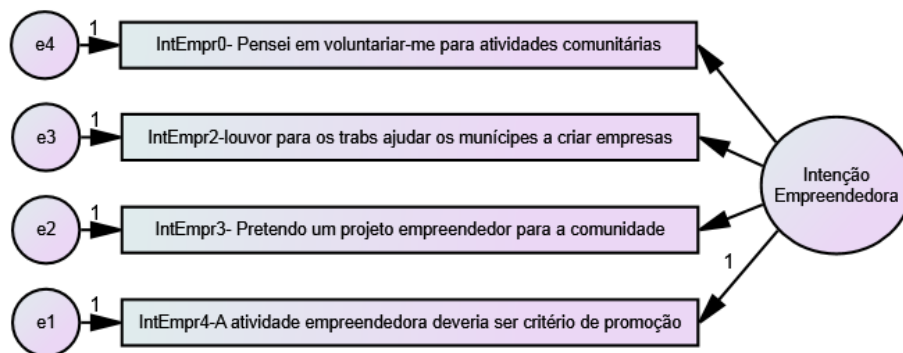 e4
1
IntEmpr0- Pensei em voluntariar-me para atividades comunitárias
e3
1
IntEmpr2-louvor para os trabs ajudar os munícipes a criar empresas
e2
1
IntEmpr3- Pretendo um projeto empreendedor para a comunidade
e1
1
IntEmpr4-A atividade empreendedora deveria ser critério de promoção
1
Intenção
Empreendedora